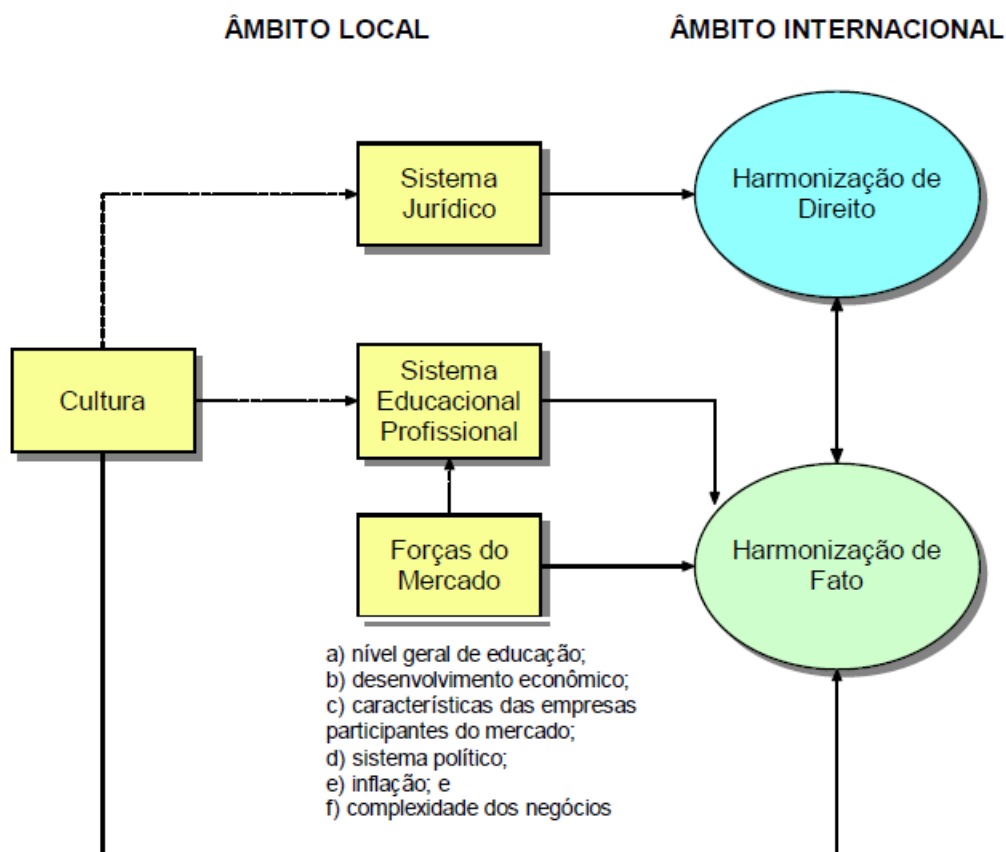 ÂMBITO LOCAL
ÂMBITO INTERNACIONAL
Sistema
Jurídico
Harmonização de
Direito
Cultura
Sistema
Educacional
Profissional
Forças do
Mercado
Harmonização de
Fato
a) nível geral de educação;
b) desenvolvimento econômico;
c) características das empresas
participantes do mercado;
d) sistema político;
e) inflação; e
f) complexidade dos negócios